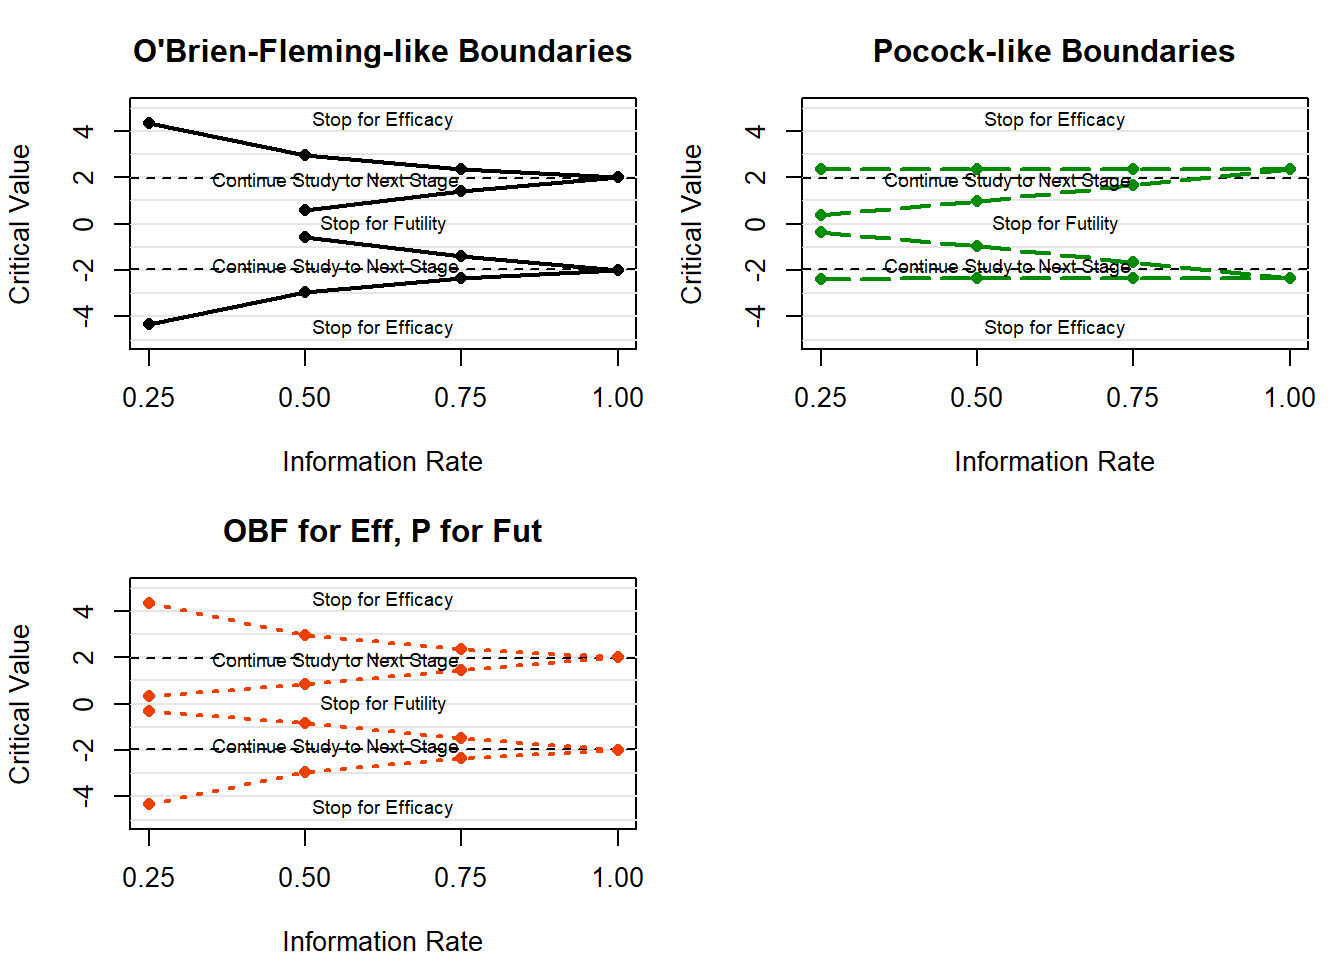 O'Brien-Fleming-like Boundaries
Critical Value
4
2
0
-2
-4
Stop for Efficacy
Continue Study to Next Stage
Stop for Futility
Continue Study to Next Stage
Stop for Efficacy
0.25 0.50 0.75 1.00
Information Rate
Pocock-like Boundaries
Critical Value
4
2
0
-2
-4
Stop for Efficacy
Continue Study to Next Stage
Stop for Futility
Continue Study to Next Stage
Stop for Efficacy
0.25 0.50 0.75 1.00
Information Rate
OBF for Eff, P for Fut
Critical Value
4
2
0
-2
-4
Stop for Efficacy
Continue Study to Next Stage
Stop for Futility
Continue Study to Next Stage
Stop for Efficacy
0.25 0.50 0.75 1.00
Information Rate